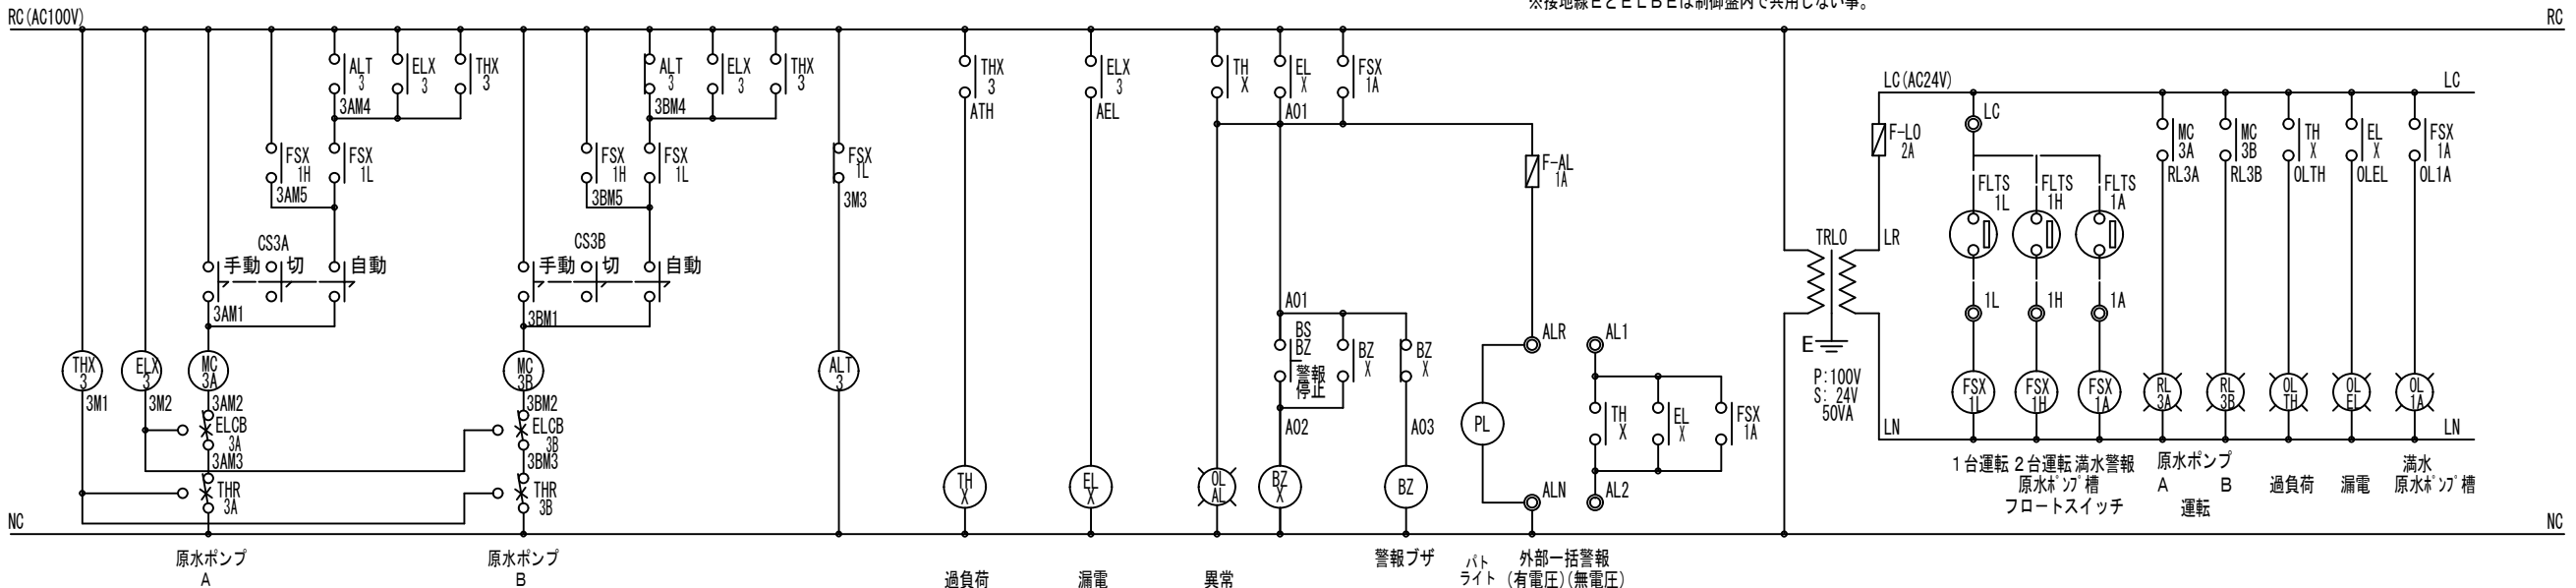 ※接地線EとELBEは制御盤内で共用しない事。
RC(AC100V)
RC
ALT
3
ELX
3
THX
3
3AM4
FSX
1H
FSX
1L
3AM5
CS3A
手動
切
自動
3AM1
THX
3
ELX
3
MC
3A
3M1
3M2
3AM2
ELCB
3A
3AM3
THR
3A
ALT
3
ELX
3
THX
3
3BM4
FSX
1H
FSX
1L
3BM5
CS3B
手動
切
自動
3BM1
MC
3B
3BM2
ELCB
3B
3BM3
THR
3B
FSX
1L
3M3
ALT
3
THX
3
ATH
TH
X
ELX
3
AEL
EL
X
TH
X
EL
X
FSX
1A
A01
F-AL
1A
A01
BS
BZ
警報
停止
BZ
X
BZ
X
A02
A03
OL
AL
BZ
X
BZ
ALR
AL1
PL
TH
X
EL
X
FSX
1A
ALN
AL2
TRLO
LR
E
P:100V
S: 24V
50VA
F-LO
2A
LC(AC24V)
LC
LC
FLTS
1L
FLTS
1H
FLTS
1A
1L
1H
1A
FSX
1L
FSX
1H
FSX
1A
MC
3A
MC
3B
TH
X
EL
X
FSX
1A
RL3A
RL3B
OLTH
OLEL
OL1A
RL
3A
RL
3B
OL
TH
OL
EL
OL
1A
LN
LN
1台運転
2台運転
満水警報
原水ポンプ槽
フロートスイッチ
原水ポンプ
A
B
運転
過負荷
漏電
満水
原水ポンプ槽
NC
NC
原水ポンプ
A
原水ポンプ
B
過負荷
漏電
異常
警報ブザ
パト
ライト
外部一括警報
(有電圧)(無電圧)